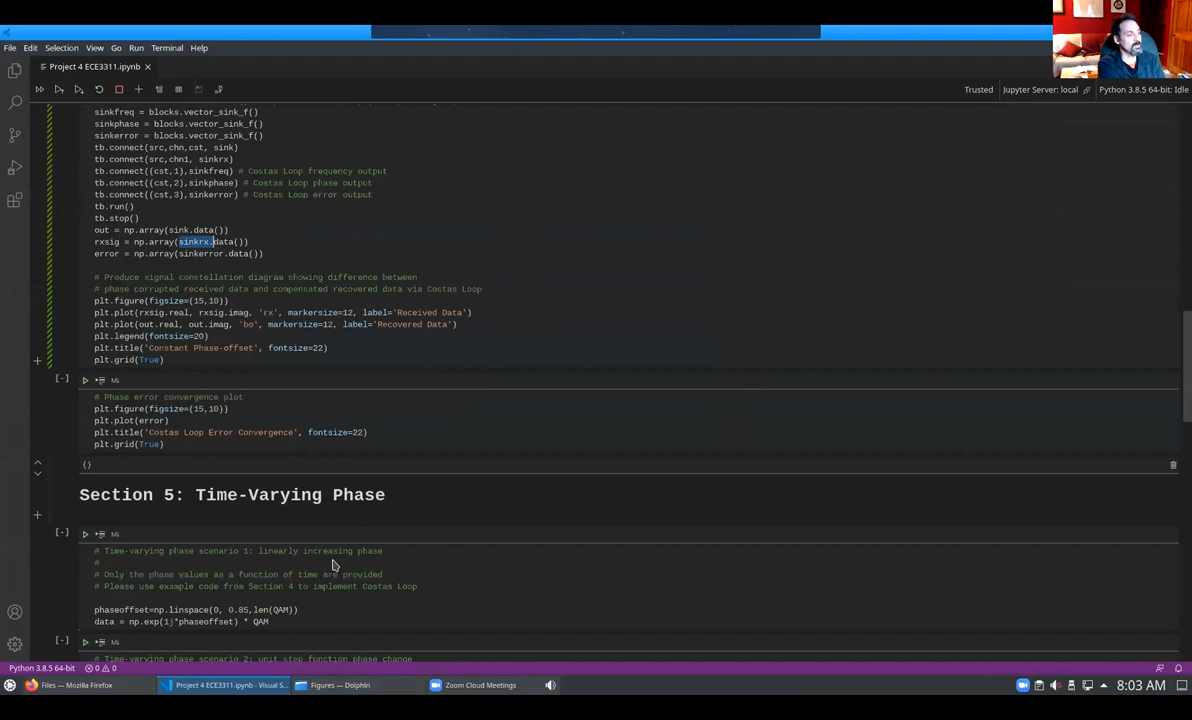 File Edit Selection View Go Run Terminal Help
Project 4 ECE3311.ipynb
Trusted Jupyter Server: local Python 3.8.5 64-bit: Idle
sinkfreq = blocks.vector_sink_f()
sinkphase = blocks.vector_sink_f()
sinkerror = blocks.vector_sink_f()
tb.connect(src,chn,cst, sink)
tb.connect(src,chn1, sinkrx)
tb.connect((cst,1),sinkfreq) # Costas Loop frequency output
tb.connect((cst,2),sinkphase) # Costas Loop phase output
tb.connect((cst,3),sinkerror) # Costas Loop error output
tb.run()
tb.stop()
out = np.array(sink.data())
rxsig = np.array(sinkrx.data())
error = np.array(sinkerror.data())
# Produce signal constellation diagram showing difference between
# phase corrupted received data and compensated recovered data via Costas Loop
plt.figure(figsize=(15,10))
plt.plot(rxsig.real, rxsig.imag, 'rx', markersize=12, label='Received Data')
plt.plot(out.real, out.imag, 'bo', markersize=12, label='Recovered Data')
plt.legend(fontsize=20)
plt.title('Constant Phase-offset', fontsize=22)
plt.grid(True)
[-] M↓
# Phase error convergence plot
plt.figure(figsize=(15,10))
plt.plot(error)
plt.title('Costas Loop Error Convergence', fontsize=22)
plt.grid(True)
{}
Section 5: Time-Varying Phase
[-] M↓
# Time-varying phase scenario 1: linearly increasing phase
#
# Only the phase values as a function of time are provided
# Please use example code from Section 4 to implement Costas Loop
phaseoffset=np.linspace(0, 0.85,len(QAM))
data = np.exp(1j*phaseoffset) * QAM
[-] M↓
# Time-varying phase scenario 2: unit step function phase change
Python 3.8.5 64-bit 0 0
Files — Mozilla Firefox Project 4 ECE3311.ipynb - Visual S... Figures — Dolphin Zoom Cloud Meetings 8:03 AM